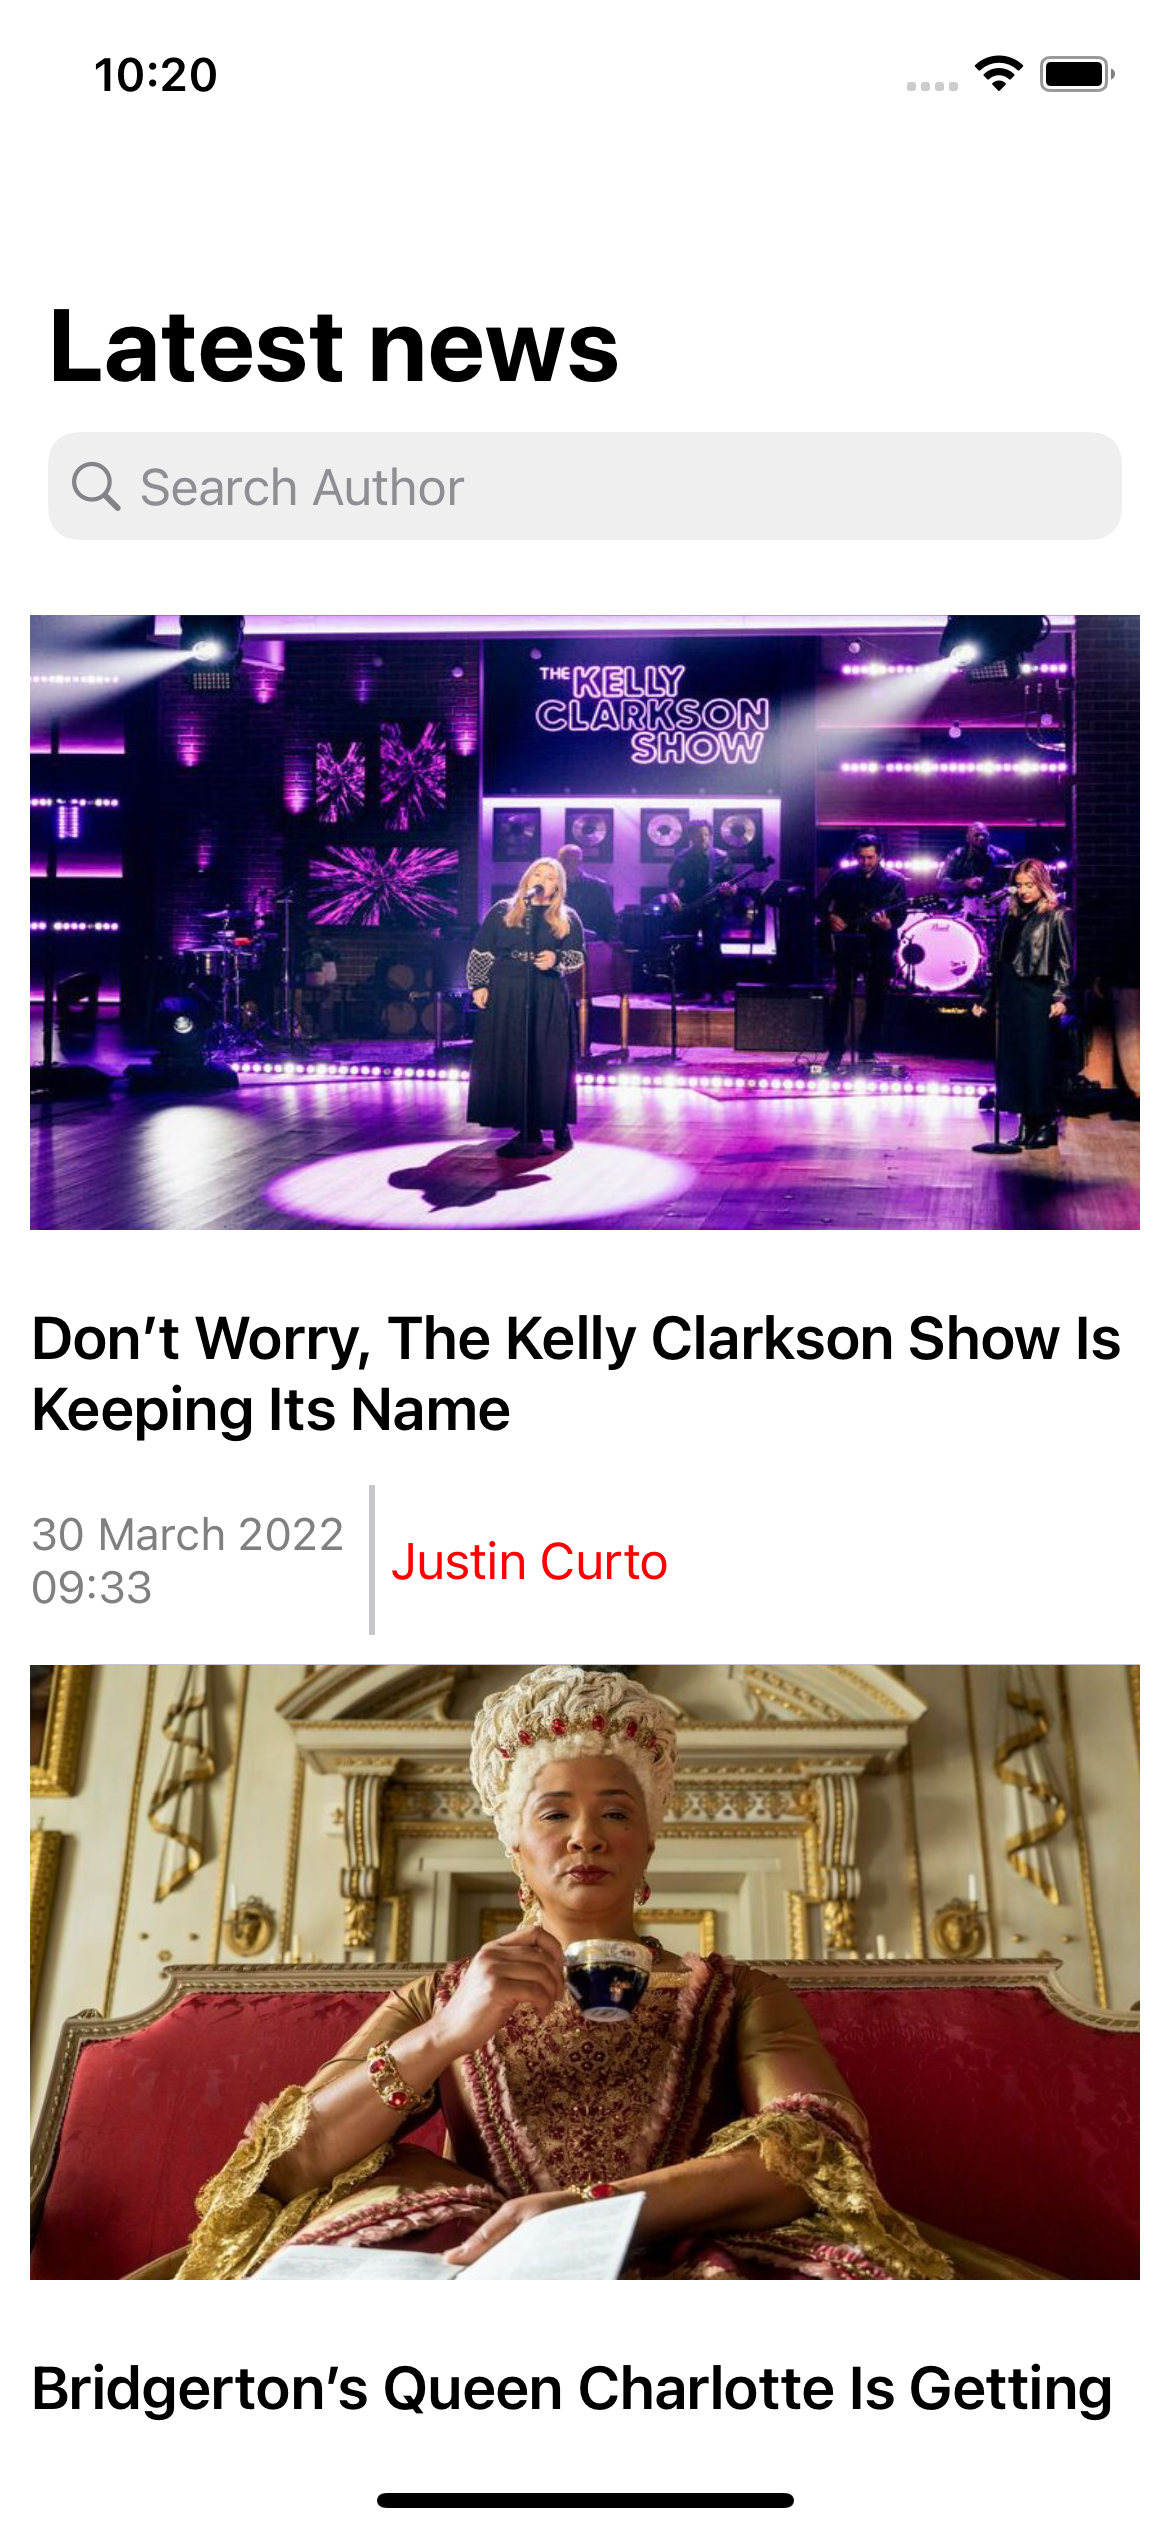 10:20
Latest news
Search Author
THE KELLY
CLARKSON
SHOW
Don’t Worry, The Kelly Clarkson Show Is
Keeping Its Name
30 March 2022
09:33
Justin Curto
Bridgerton’s Queen Charlotte Is Getting